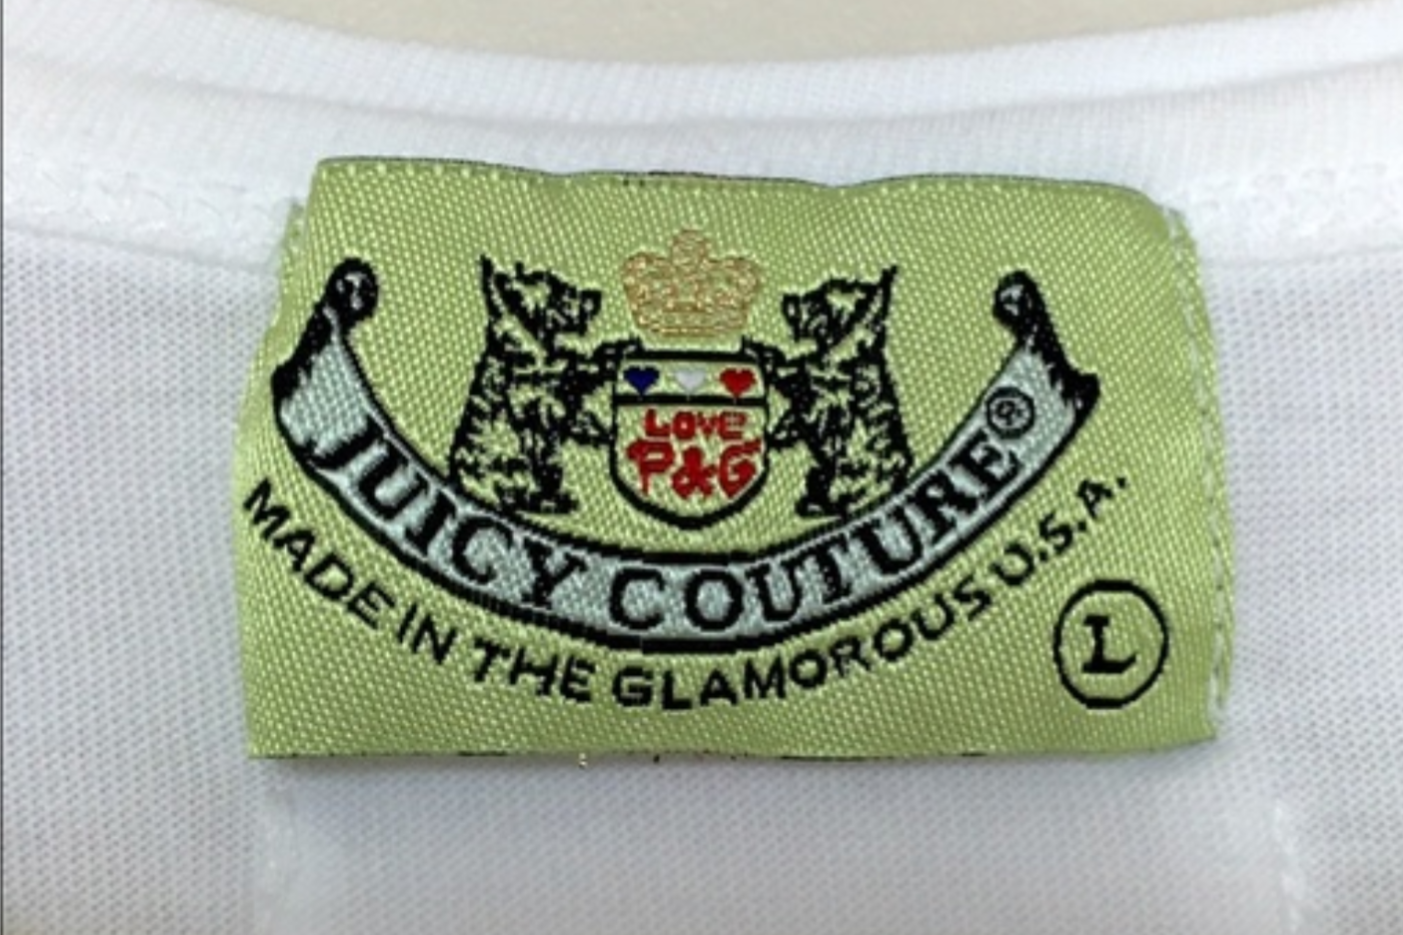 LOVE
P&G
JUICY COUTURE®
MADE IN THE GLAMOROUS U.S.A.
L